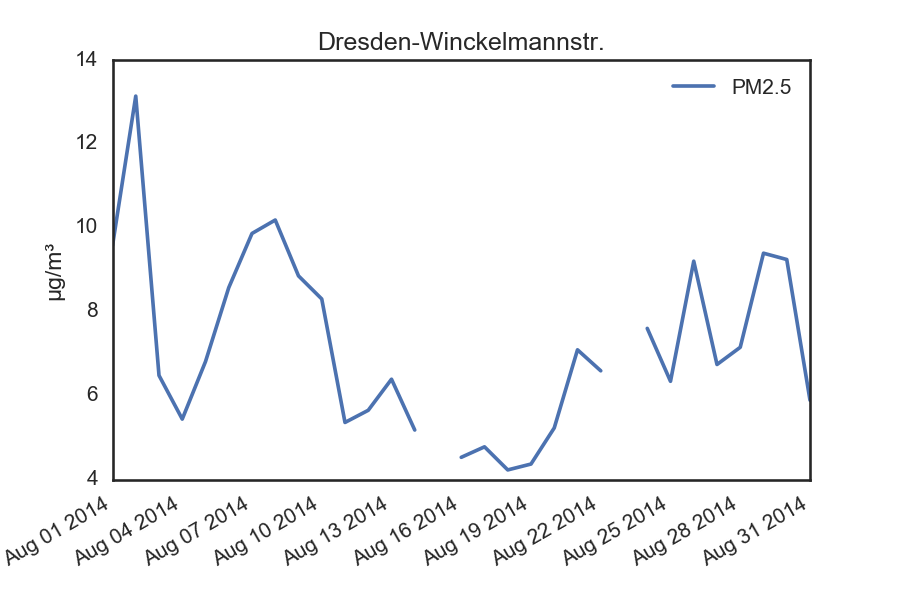 Dresden-Winckelmannstr.
PM2.5
14
12
10
8
6
4
µg/m³
Aug 01 2014
Aug 04 2014
Aug 07 2014
Aug 10 2014
Aug 13 2014
Aug 16 2014
Aug 19 2014
Aug 22 2014
Aug 25 2014
Aug 28 2014
Aug 31 2014